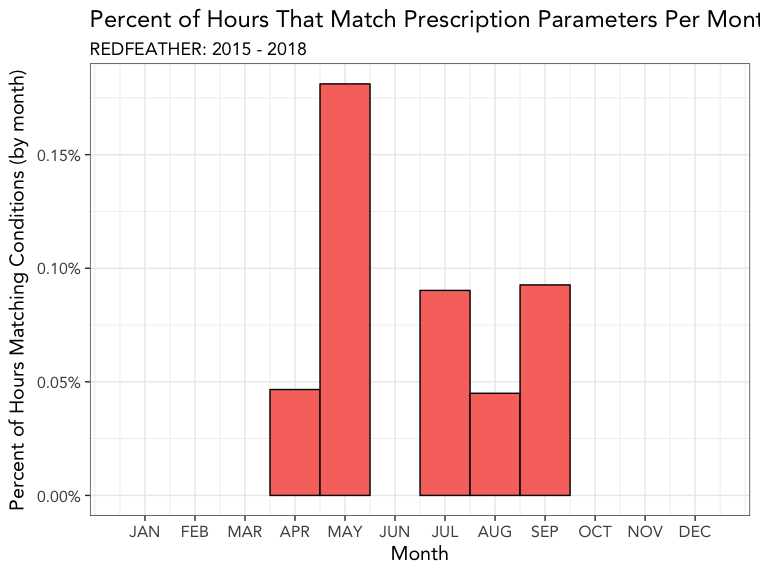 Percent of Hours That Match Prescription Parameters Per Mont
REDFEATHER: 2015 - 2018
Percent of Hours Matching Conditions (by month)
0.15%
0.10%
0.05%
0.00%
JAN FEB MAR APR MAY JUN JUL AUG SEP OCT NOV DEC
Month